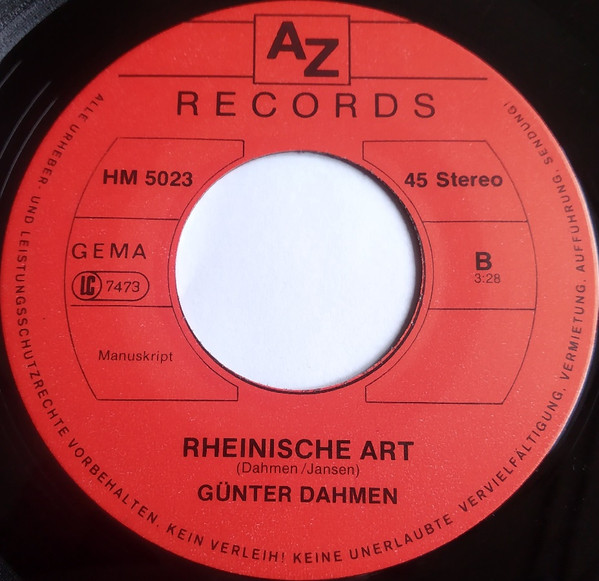 AZ
RECORDS
HM 5023
45 Stereo
GEMA
LC 7473
B
3:28
Manuskript
RHEINISCHE ART
(Dahmen/Jansen)
GÜNTER DAHMEN
ALLE URHEBER- UND LEISTUNGSSCHUTZRECHTE VORBEHALTEN. KEIN VERLEIH! KEINE UNERLAUBTE VERVIELFÄLTIGUNG, VERMIETUNG, AUFFÜHRUNG, SENDUNG!